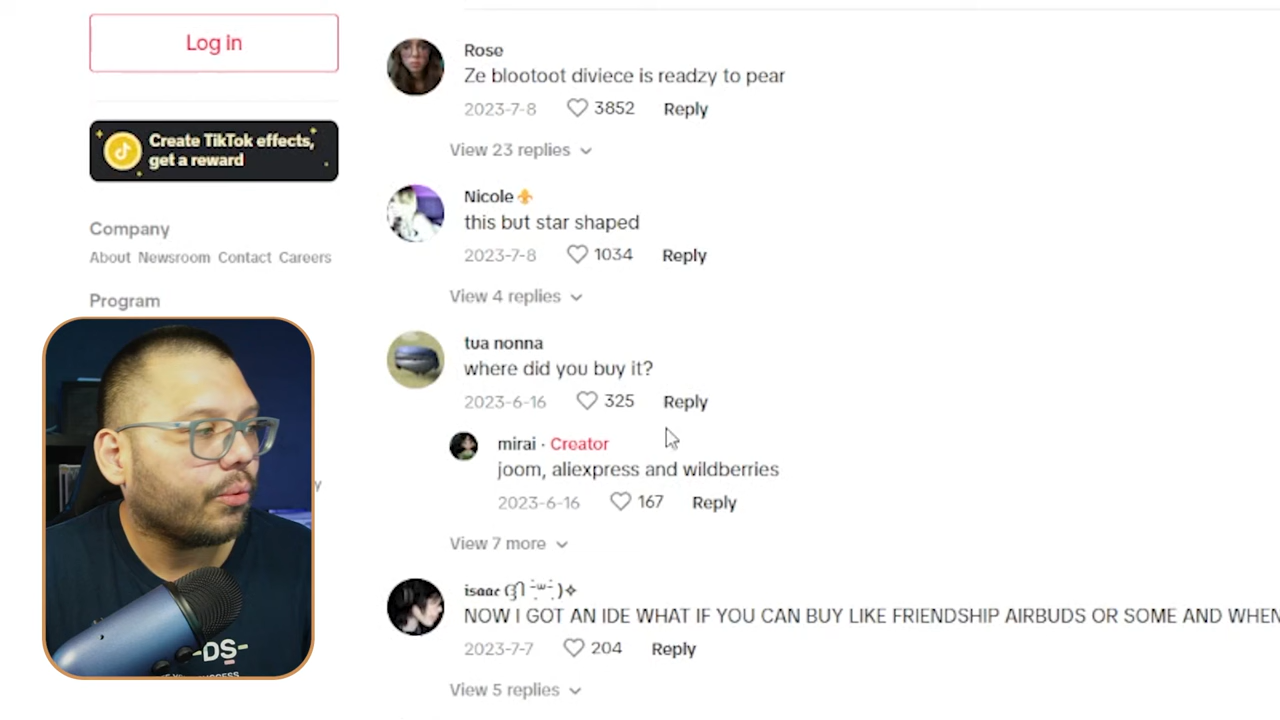 Log in
Create TikTok effects,
get a reward
Company
About Newsroom Contact Careers
Program
Rose
Ze blootoot diviece is readzy to pear
2023-7-8 3852 Reply
View 23 replies
Nicole
this but star shaped
2023-7-8 1034 Reply
View 4 replies
tua nonna
where did you buy it?
2023-6-16 325 Reply
mirai · Creator
joom, aliexpress and wildberries
2023-6-16 167 Reply
View 7 more
isaac
NOW I GOT AN IDE WHAT IF YOU CAN BUY LIKE FRIENDSHIP AIRBUDS OR SOME AND WHEN
2023-7-7 204 Reply
View 5 replies
-DS-